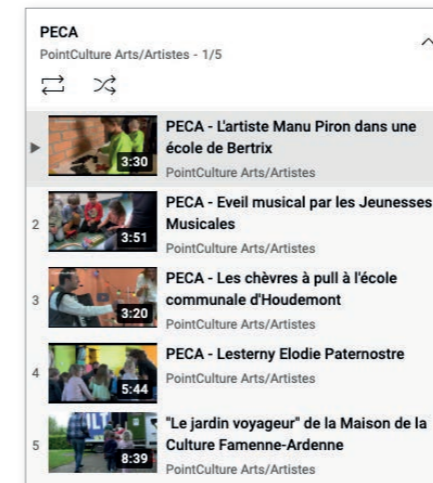 PECA
PointCulture Arts/Artistes - 1/5
PECA - L'artiste Manu Piron dans une
école de Bertrix
3:30
PointCulture Arts/Artistes
2
PECA - Eveil musical par les Jeunesses
Musicales
3:51
PointCulture Arts/Artistes
3
PECA - Les chèvres à pull à l'école
communale d'Houdemont
3:20
PointCulture Arts/Artistes
4
PECA - Lesterny Elodie Paternostre
5:44
PointCulture Arts/Artistes
5
"Le jardin voyageur" de la Maison de la
Culture Famenne-Ardenne
8:39
PointCulture Arts/Artistes